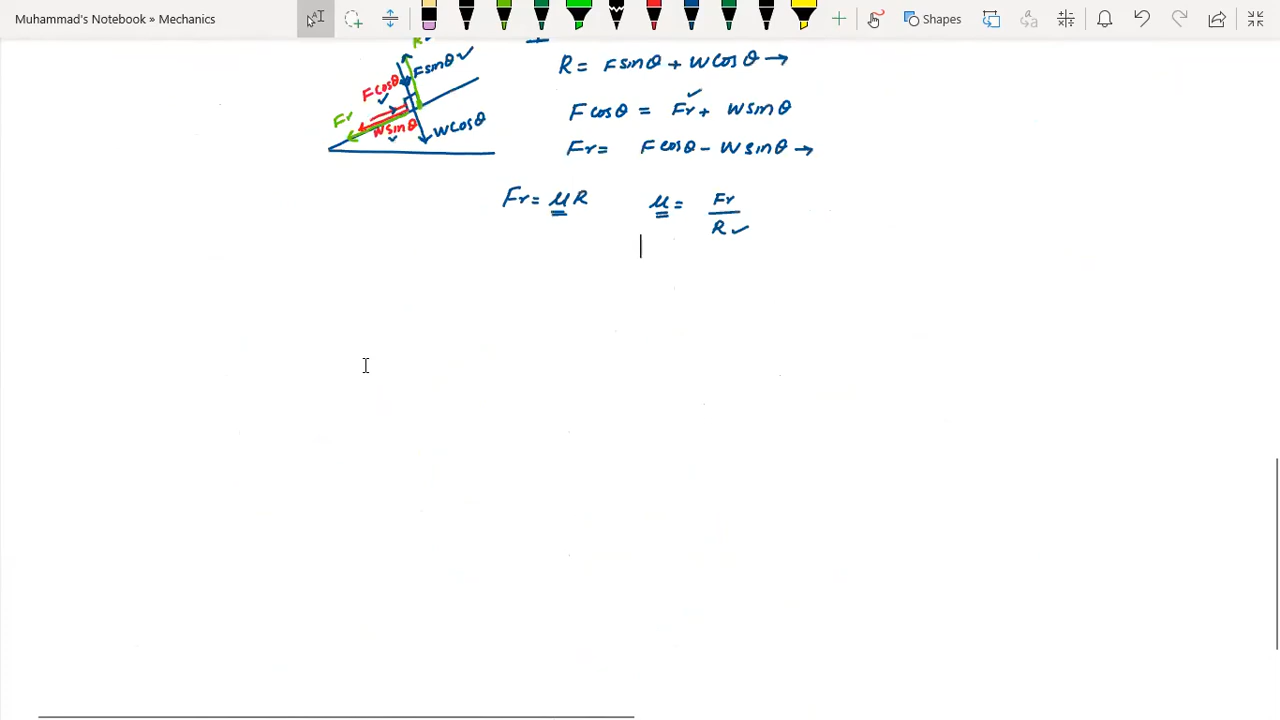 Muhammad's Notebook » Mechanics
Shapes
R
Fsinθ ✓
R = Fsinθ + Wcosθ →
Fcosθ ✓
Fcosθ = Fr + Wsinθ
Fr
Wsinθ
Wcosθ
Fr = Fcosθ - Wsinθ →
Fr = μR
μ = Fr
R ✓